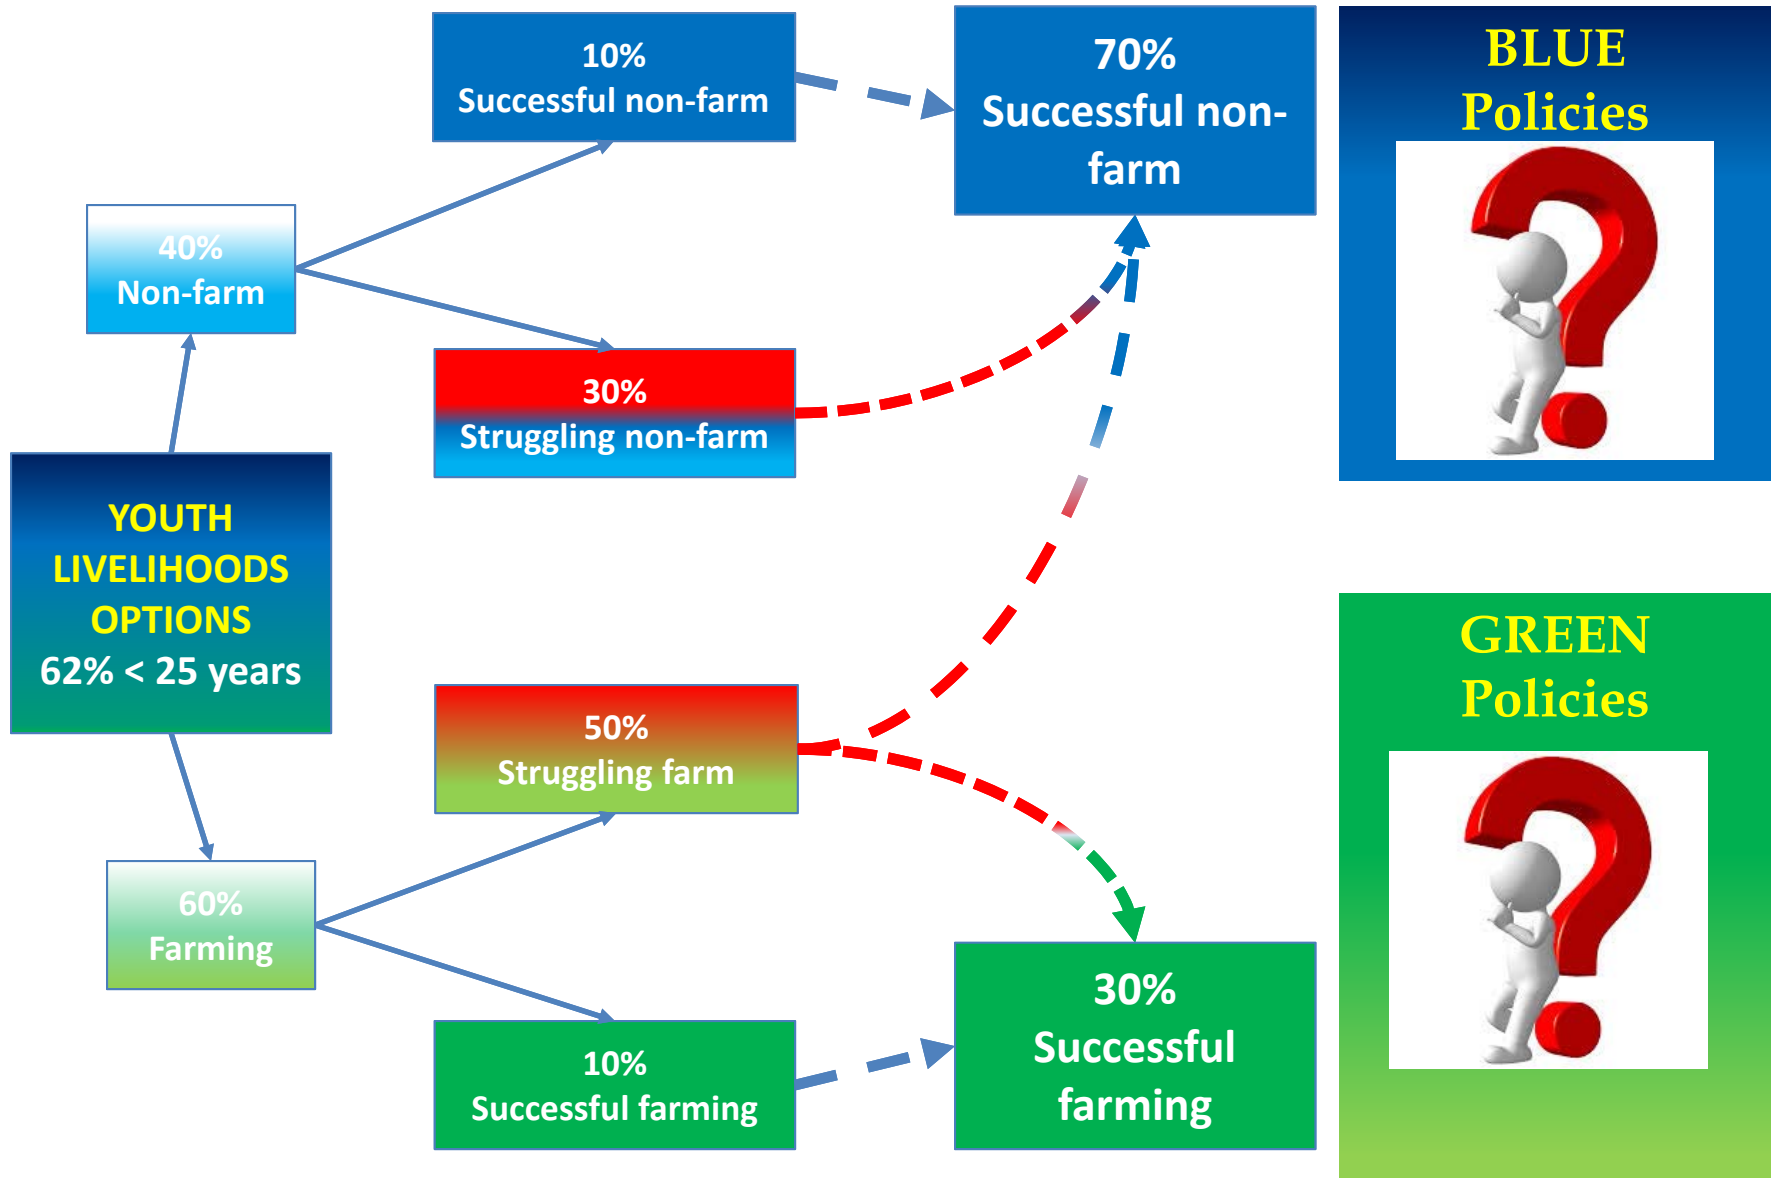 10%
Successful non-farm
70%
Successful non-
farm
BLUE
Policies
40%
Non-farm
30%
Struggling non-farm
YOUTH
LIVELIHOODS
OPTIONS
62% < 25 years
GREEN
Policies
50%
Struggling farm
60%
Farming
30%
Successful
farming
10%
Successful farming